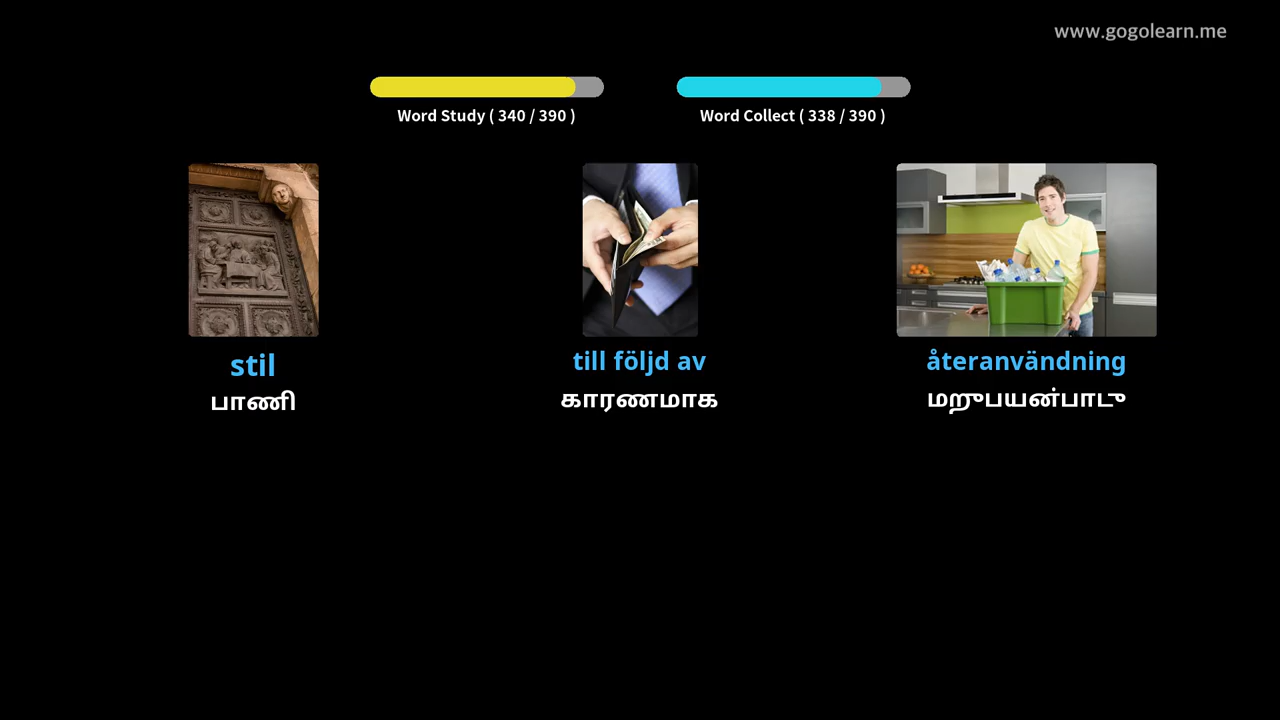 www.gogolearn.me
Word Study ( 340 / 390 )
Word Collect ( 338 / 390 )
stil
பாணி
till följd av
காரணமாக
återanvändning
மறுபயன்பாடு